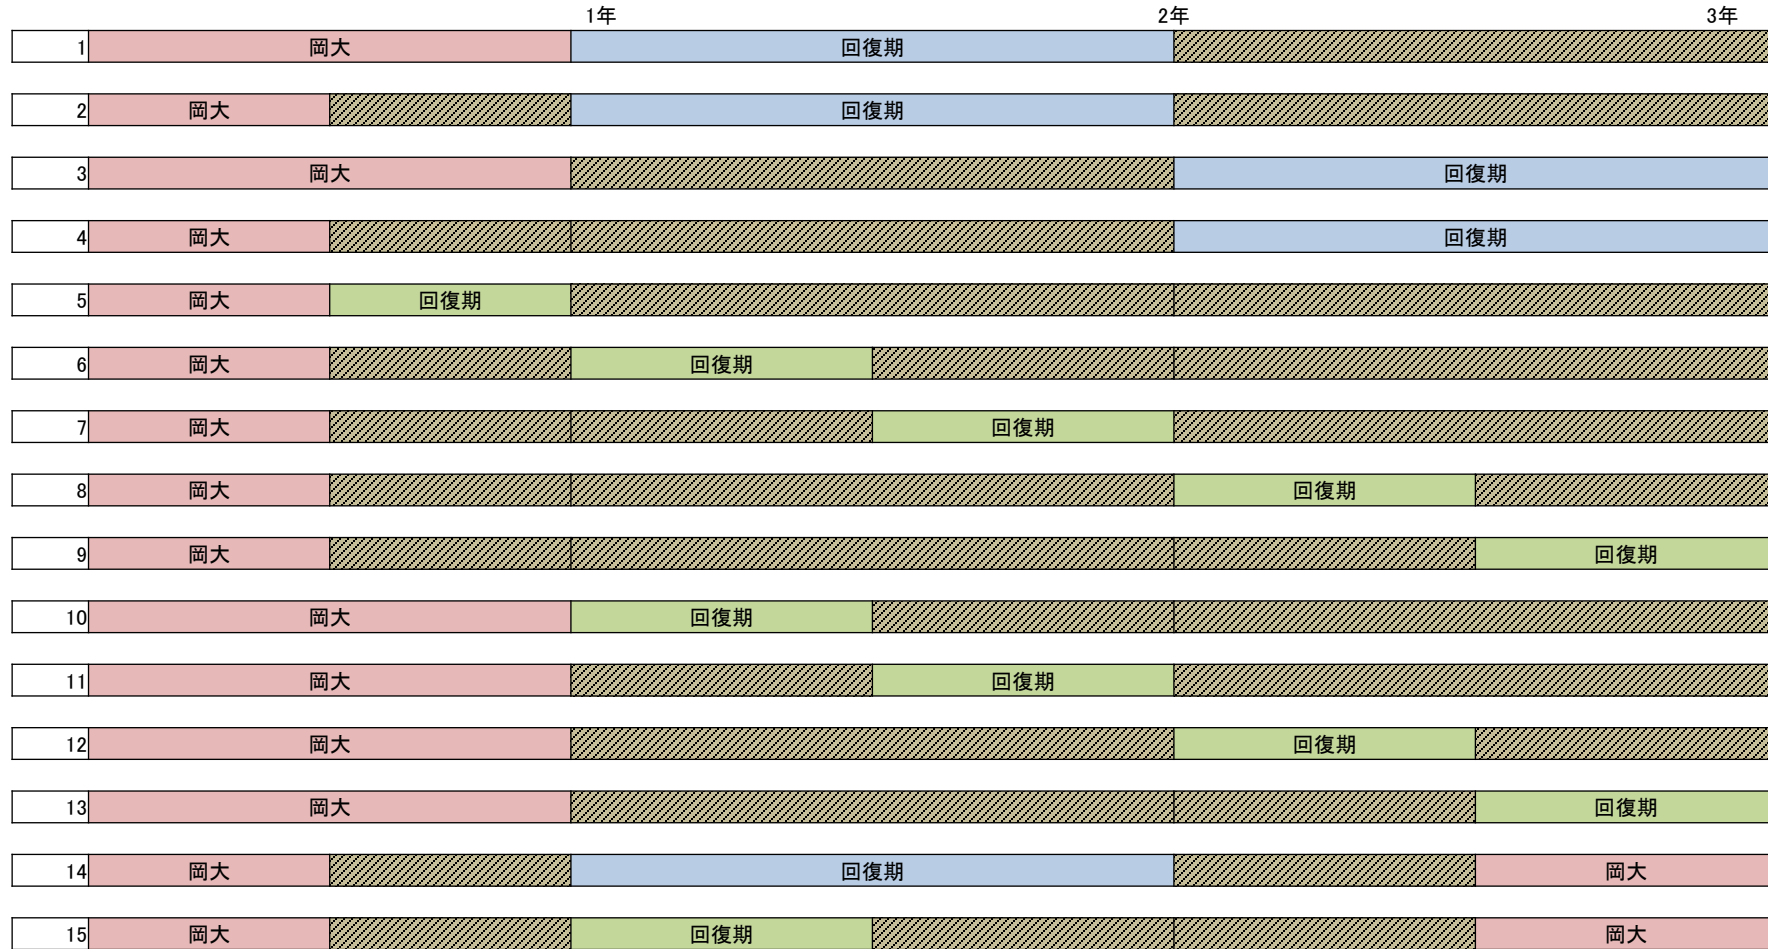 1年 2年 3年
1 岡大 回復期
2 岡大 回復期
3 岡大 回復期
4 岡大 回復期
5 岡大 回復期
6 岡大 回復期
7 岡大 回復期
8 岡大 回復期
9 岡大 回復期
10 岡大 回復期
11 岡大 回復期
12 岡大 回復期
13 岡大 回復期
14 岡大 回復期 岡大
15 岡大 回復期 岡大